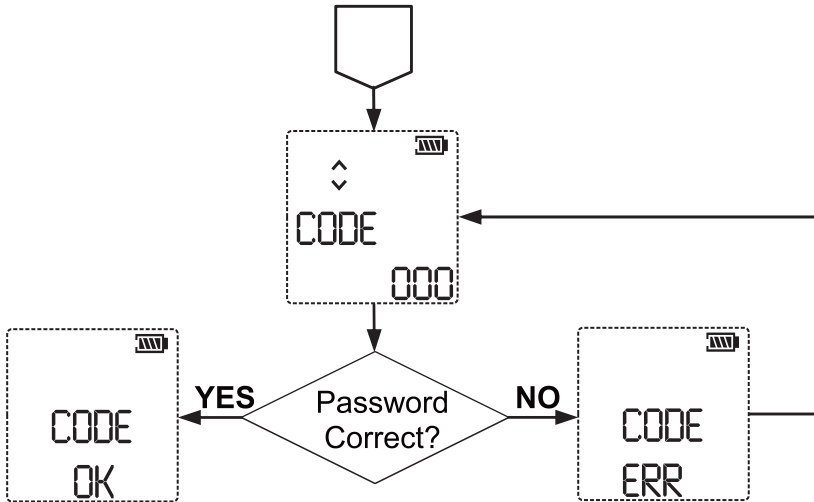 CODE
000
YES
Password
Correct?
NO
CODE
OK
CODE
ERR